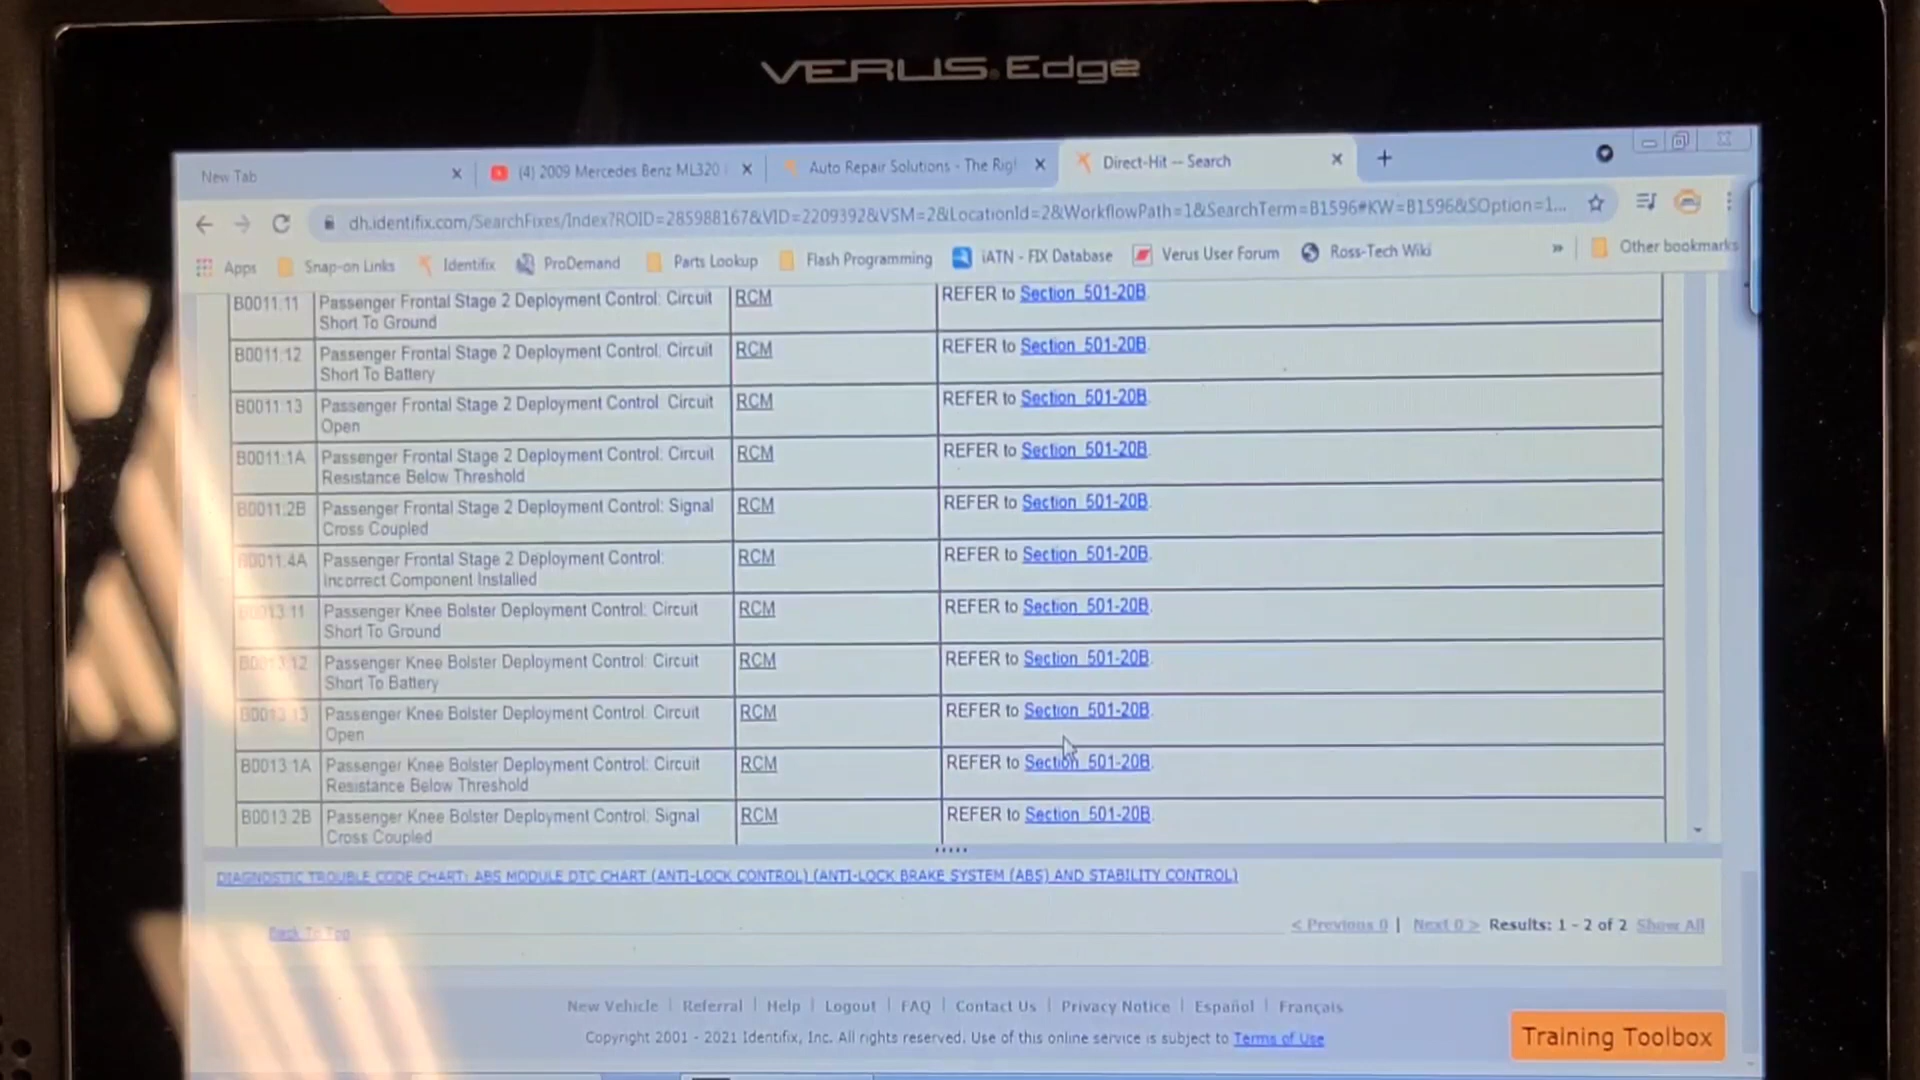 VERUS Edge
New Tab
(4) 2009 Mercedes Benz ML320
Auto Repair Solutions - The Rig
Direct-Hit -- Search
dh.identifix.com/SearchFixes/Index?ROID=285988167&VID=2209392&VSM=2&LocationId=2&WorkflowPath=1&SearchTerm=B1596#KW=B1596&SOption=1...
Apps
Snap-on Links
Identifix
ProDemand
Parts Lookup
Flash Programming
iATN - FIX Database
Verus User Forum
Ross-Tech Wiki
»
Other bookmarks
B0011:11 Passenger Frontal Stage 2 Deployment Control: Circuit RCM REFER to Section 501-20B.
Short To Ground
B0011:12 Passenger Frontal Stage 2 Deployment Control: Circuit RCM REFER to Section 501-20B.
Short To Battery
B0011:13 Passenger Frontal Stage 2 Deployment Control: Circuit RCM REFER to Section 501-20B.
Open
B0011:1A Passenger Frontal Stage 2 Deployment Control: Circuit RCM REFER to Section 501-20B.
Resistance Below Threshold
B0011:2B Passenger Frontal Stage 2 Deployment Control: Signal RCM REFER to Section 501-20B.
Cross Coupled
B0011:4A Passenger Frontal Stage 2 Deployment Control: RCM REFER to Section 501-20B.
Incorrect Component Installed
B0013:11 Passenger Knee Bolster Deployment Control: Circuit RCM REFER to Section 501-20B.
Short To Ground
B0013:12 Passenger Knee Bolster Deployment Control: Circuit RCM REFER to Section 501-20B.
Short To Battery
B0013:13 Passenger Knee Bolster Deployment Control: Circuit RCM REFER to Section 501-20B.
Open
B0013:1A Passenger Knee Bolster Deployment Control: Circuit RCM REFER to Section 501-20B.
Resistance Below Threshold
B0013:2B Passenger Knee Bolster Deployment Control: Signal RCM REFER to Section 501-20B.
Cross Coupled
DIAGNOSTIC TROUBLE CODE CHART: ABS MODULE DTC CHART (ANTI-LOCK CONTROL) (ANTI-LOCK BRAKE SYSTEM (ABS) AND STABILITY CONTROL)
Back To Top
< Previous 0 | Next 0 > Results: 1 - 2 of 2 Show All
New Vehicle | Referral | Help | Logout | FAQ | Contact Us | Privacy Notice | Español | Français
Copyright 2001 - 2021 Identifix, Inc. All rights reserved. Use of this online service is subject to Terms of Use
Training Toolbox